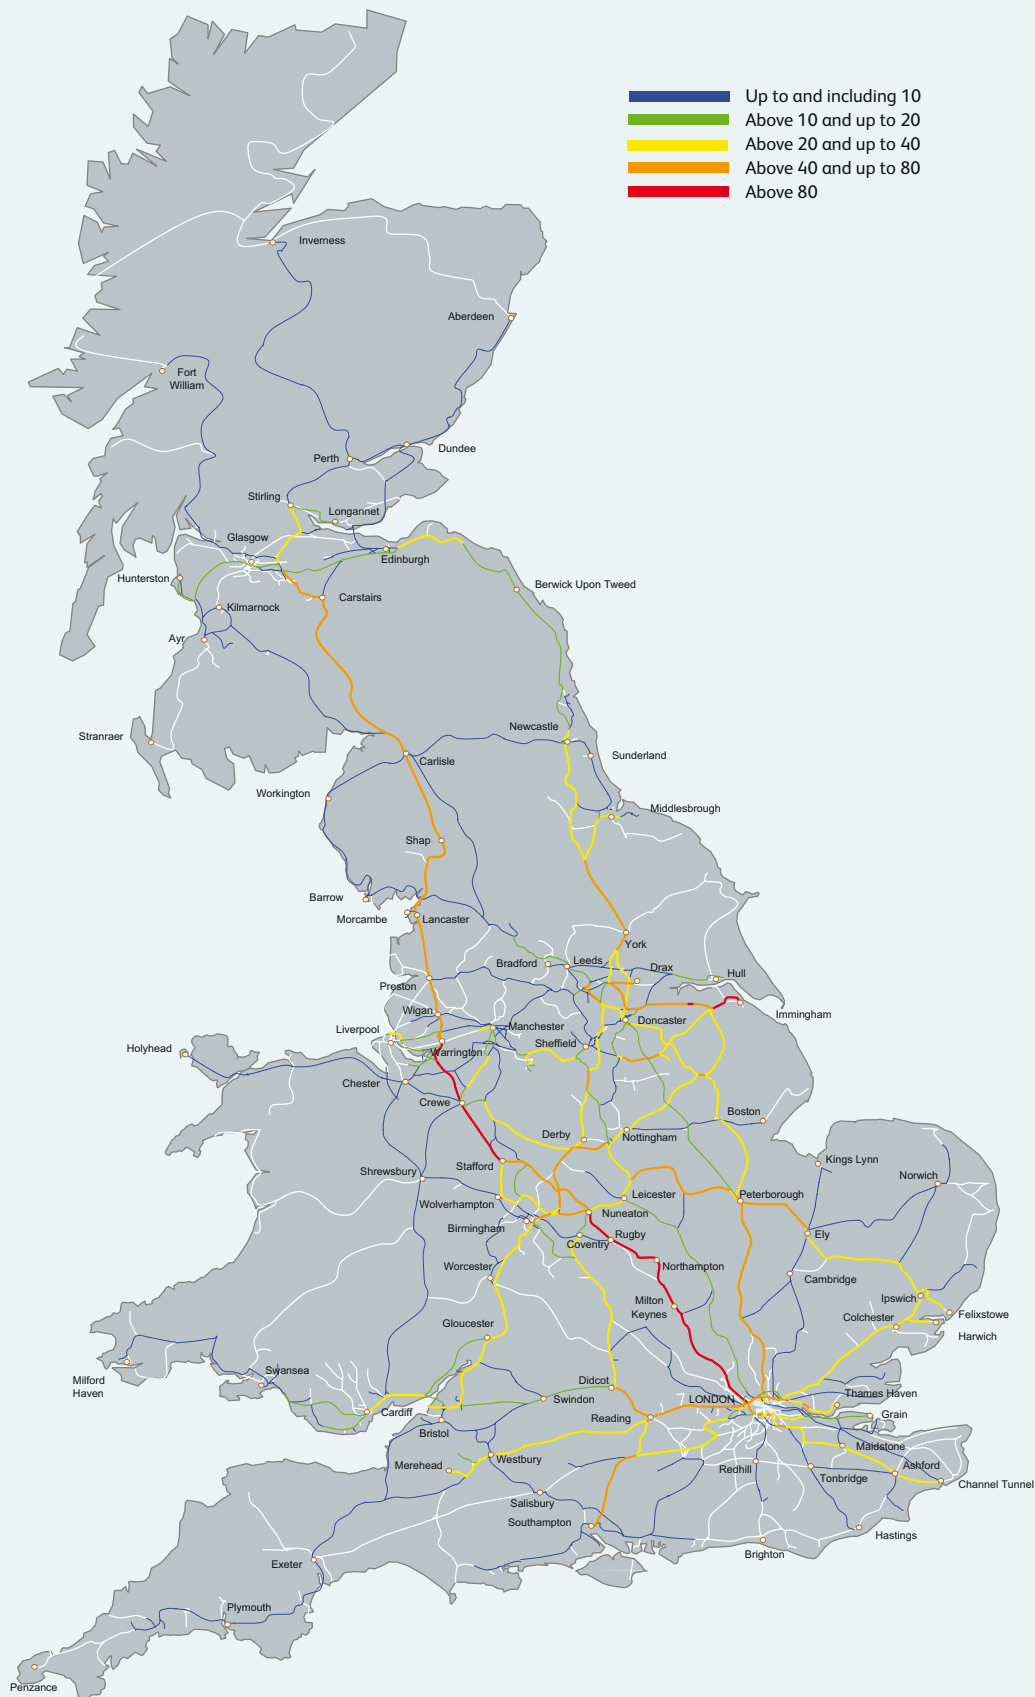 Up to and including 10
Above 10 and up to 20
Above 20 and up to 40
Above 40 and up to 80
Above 80
Inverness
Aberdeen
Fort
William
Dundee
Perth
Stirling
Longannet
Glasgow
Edinburgh
Hunterston
Berwick Upon Tweed
Carstairs
Kilmarnock
Ayr
Stranraer
Newcastle
Sunderland
Carlisle
Workington
Middlesbrough
Shap
Barrow
Morcambe
Lancaster
York
Bradford
Leeds
Drax
Hull
Preston
Wigan
Immingham
Liverpool
Manchester
Doncaster
Holyhead
Warrington
Sheffield
Chester
Crewe
Boston
Derby
Nottingham
Stafford
Kings Lynn
Shrewsbury
Norwich
Wolverhampton
Leicester
Peterborough
Nuneaton
Birmingham
Rugby
Ely
Coventry
Worcester
Northampton
Cambridge
Milton
Keynes
Ipswich
Colchester
Felixstowe
Gloucester
Harwich
Swansea
Milford
Haven
Didcot
Thames Haven
Swindon
LONDON
Cardiff
Reading
Grain
Bristol
Maidstone
Merehead
Westbury
Redhill
Ashford
Tonbridge
Channel Tunnel
Salisbury
Southampton
Hastings
Brighton
Exeter
Plymouth
Penzance